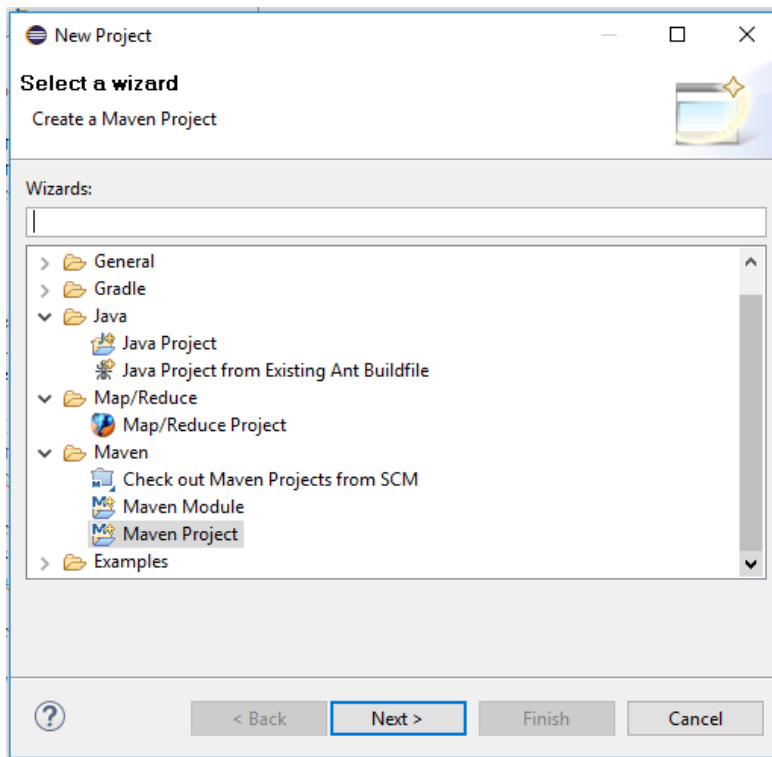 New Project
Select a wizard
Create a Maven Project
Wizards:
General
Gradle
Java
Java Project
Java Project from Existing Ant Buildfile
Map/Reduce
Map/Reduce Project
Maven
Check out Maven Projects from SCM
Maven Module
Maven Project
Examples
? < Back Next > Finish Cancel